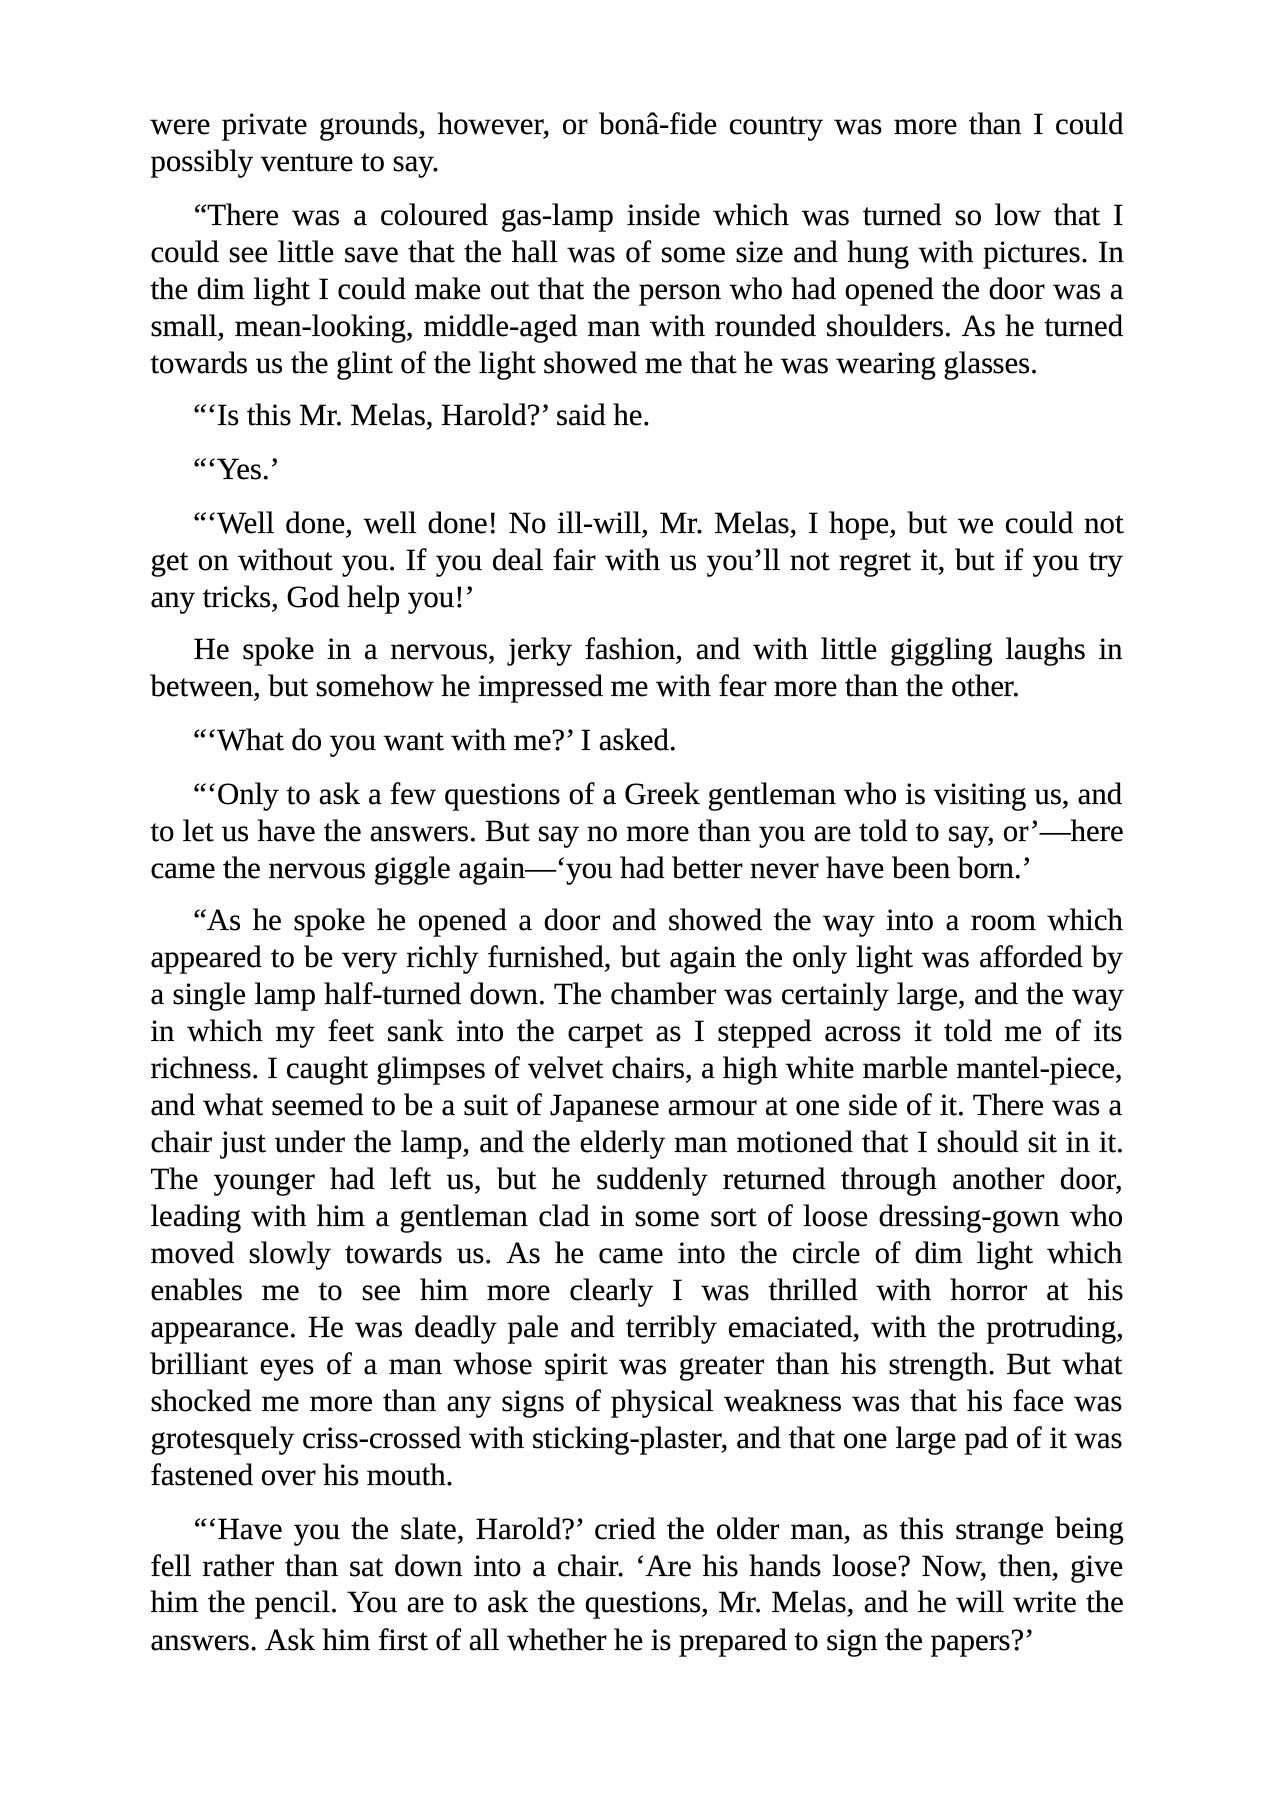 were private grounds, however, or bonâ-fide country was more than I could
possibly venture to say.
“There was a coloured gas-lamp inside which was turned so low that I
could see little save that the hall was of some size and hung with pictures. In
the dim light I could make out that the person who had opened the door was a
small, mean-looking, middle-aged man with rounded shoulders. As he turned
towards us the glint of the light showed me that he was wearing glasses.
“‘Is this Mr. Melas, Harold?’ said he.
“‘Yes.’
“‘Well done, well done! No ill-will, Mr. Melas, I hope, but we could not
get on without you. If you deal fair with us you’ll not regret it, but if you try
any tricks, God help you!’
He spoke in a nervous, jerky fashion, and with little giggling laughs in
between, but somehow he impressed me with fear more than the other.
“‘What do you want with me?’ I asked.
“‘Only to ask a few questions of a Greek gentleman who is visiting us, and
to let us have the answers. But say no more than you are told to say, or’—here
came the nervous giggle again—‘you had better never have been born.’
“As he spoke he opened a door and showed the way into a room which
appeared to be very richly furnished, but again the only light was afforded by
a single lamp half-turned down. The chamber was certainly large, and the way
in which my feet sank into the carpet as I stepped across it told me of its
richness. I caught glimpses of velvet chairs, a high white marble mantel-piece,
and what seemed to be a suit of Japanese armour at one side of it. There was a
chair just under the lamp, and the elderly man motioned that I should sit in it.
The younger had left us, but he suddenly returned through another door,
leading with him a gentleman clad in some sort of loose dressing-gown who
moved slowly towards us. As he came into the circle of dim light which
enables me to see him more clearly I was thrilled with horror at his
appearance. He was deadly pale and terribly emaciated, with the protruding,
brilliant eyes of a man whose spirit was greater than his strength. But what
shocked me more than any signs of physical weakness was that his face was
grotesquely criss-crossed with sticking-plaster, and that one large pad of it was
fastened over his mouth.
“‘Have you the slate, Harold?’ cried the older man, as this strange being
fell rather than sat down into a chair. ‘Are his hands loose? Now, then, give
him the pencil. You are to ask the questions, Mr. Melas, and he will write the
answers. Ask him first of all whether he is prepared to sign the papers?’